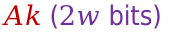 Ak (2w bits)